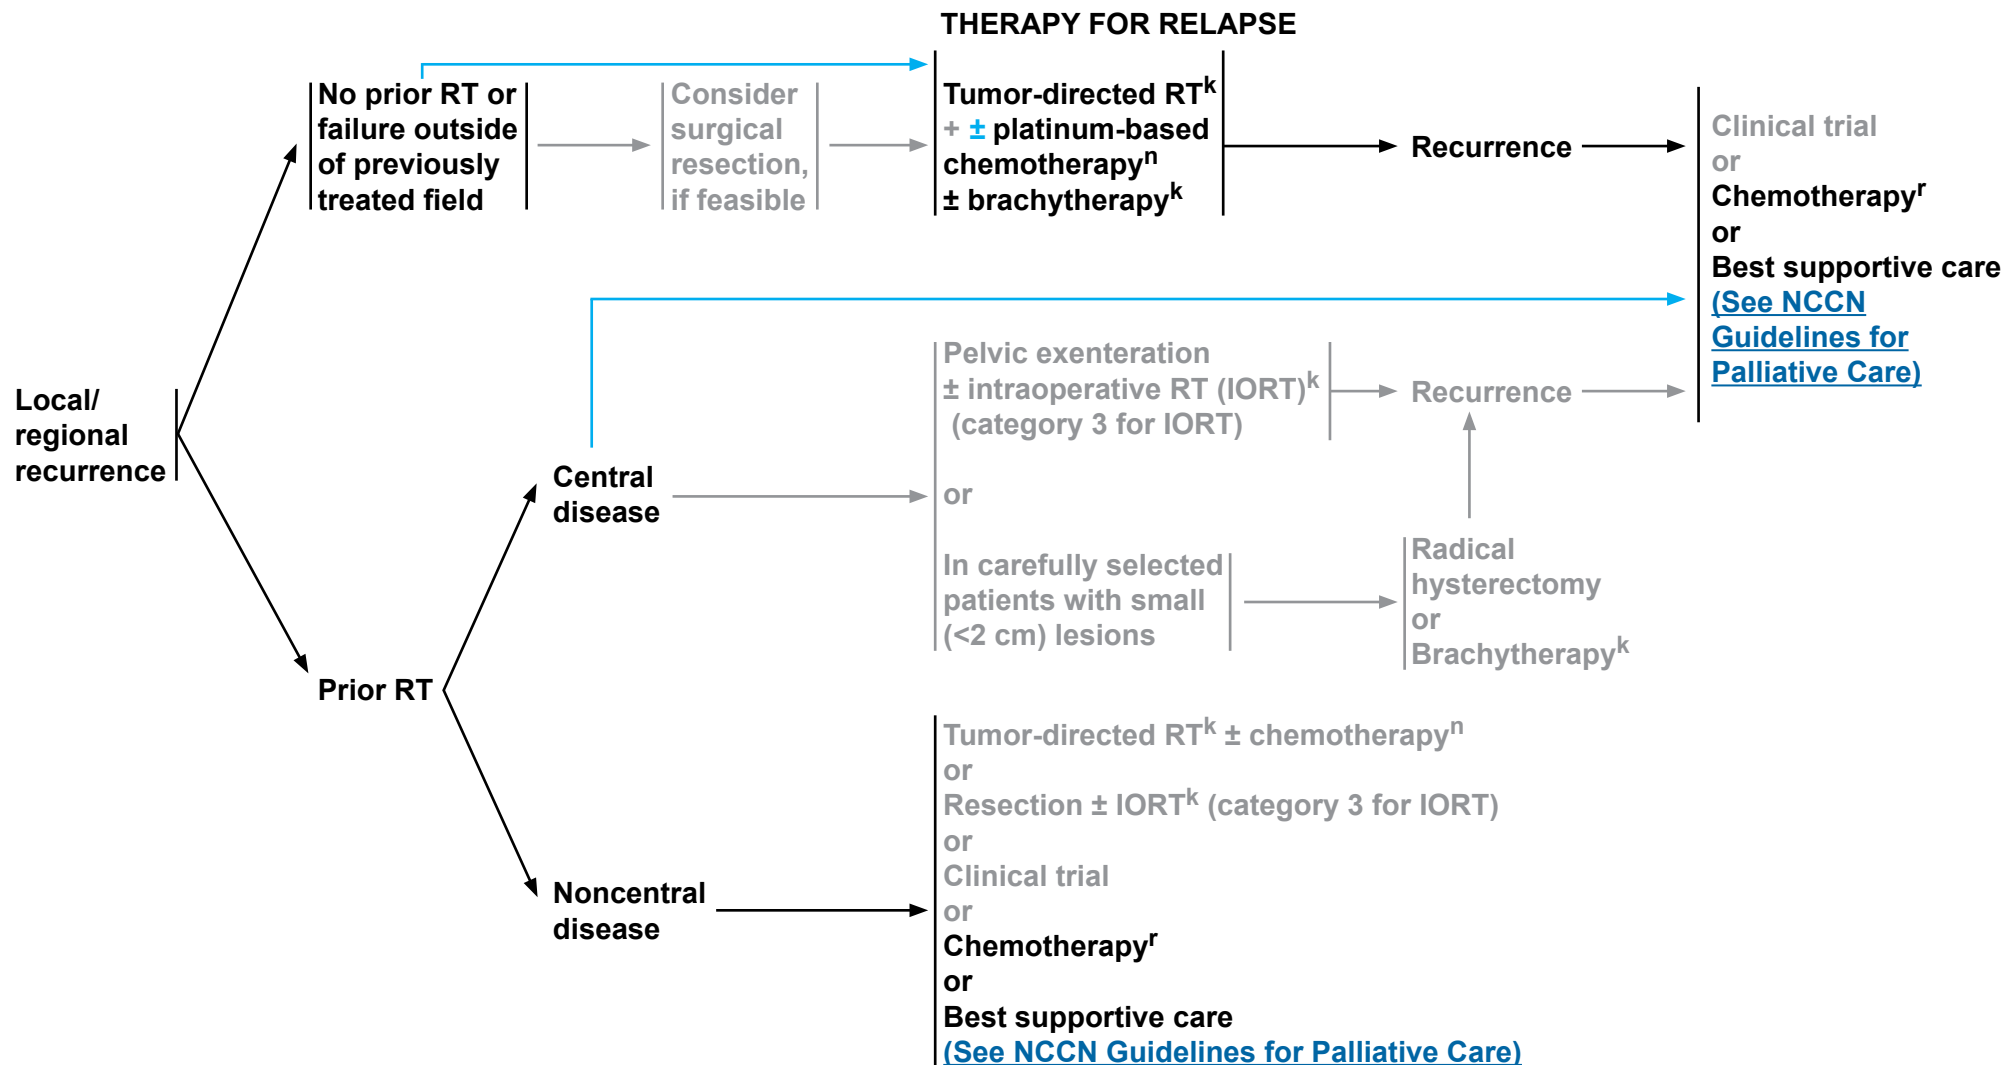 THERAPY FOR RELAPSE
Local/
regional
recurrence
No prior RT or
failure outside
of previously
treated field
Consider
surgical
resection,
if feasible
Tumor-directed RTᵏ
+ ± platinum-based
chemotherapyⁿ
± brachytherapyᵏ
Recurrence
Clinical trial
or
Chemotherapyʳ
or
Best supportive care
(See NCCN
Guidelines for
Palliative Care)
Prior RT
Central
disease
Pelvic exenteration
± intraoperative RT (IORT)ᵏ
(category 3 for IORT)
or
In carefully selected
patients with small
(<2 cm) lesions
Recurrence
Radical
hysterectomy
or
Brachytherapyᵏ
Noncentral
disease
Tumor-directed RTᵏ ± chemotherapyⁿ
or
Resection ± IORTᵏ (category 3 for IORT)
or
Clinical trial
or
Chemotherapyʳ
or
Best supportive care
(See NCCN Guidelines for Palliative Care)